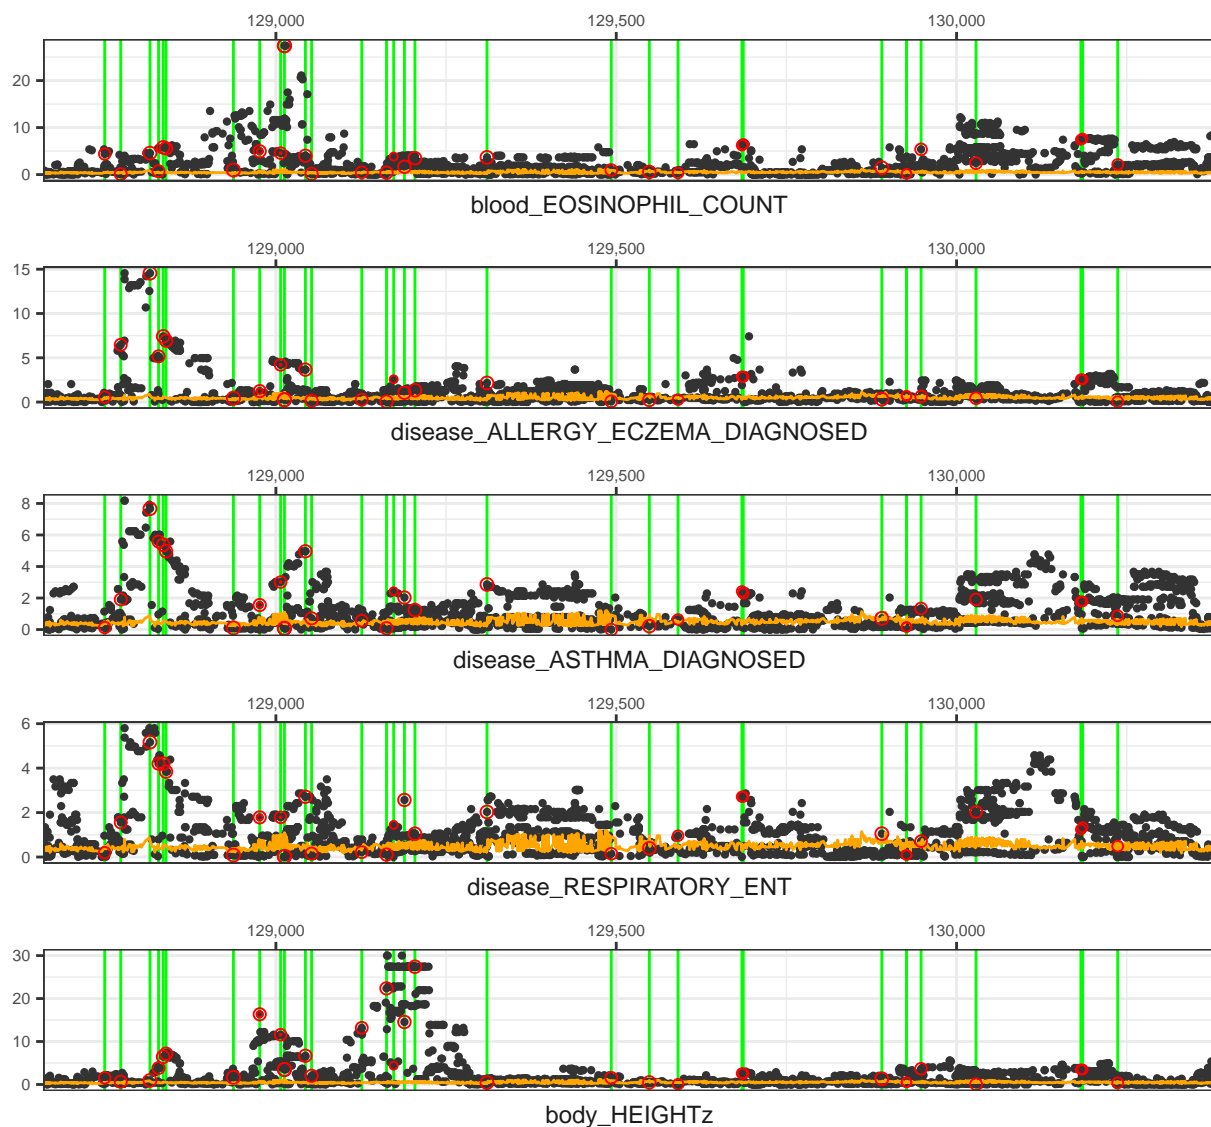 129,000 129,500 130,000
20
10
0
blood_EOSINOPHIL_COUNT
129,000 129,500 130,000
15
10
5
0
disease_ALLERGY_ECZEMA_DIAGNOSED
129,000 129,500 130,000
8
6
4
2
0
disease_ASTHMA_DIAGNOSED
129,000 129,500 130,000
6
4
2
0
disease_RESPIRATORY_ENT
129,000 129,500 130,000
30
20
10
0
body_HEIGHTz